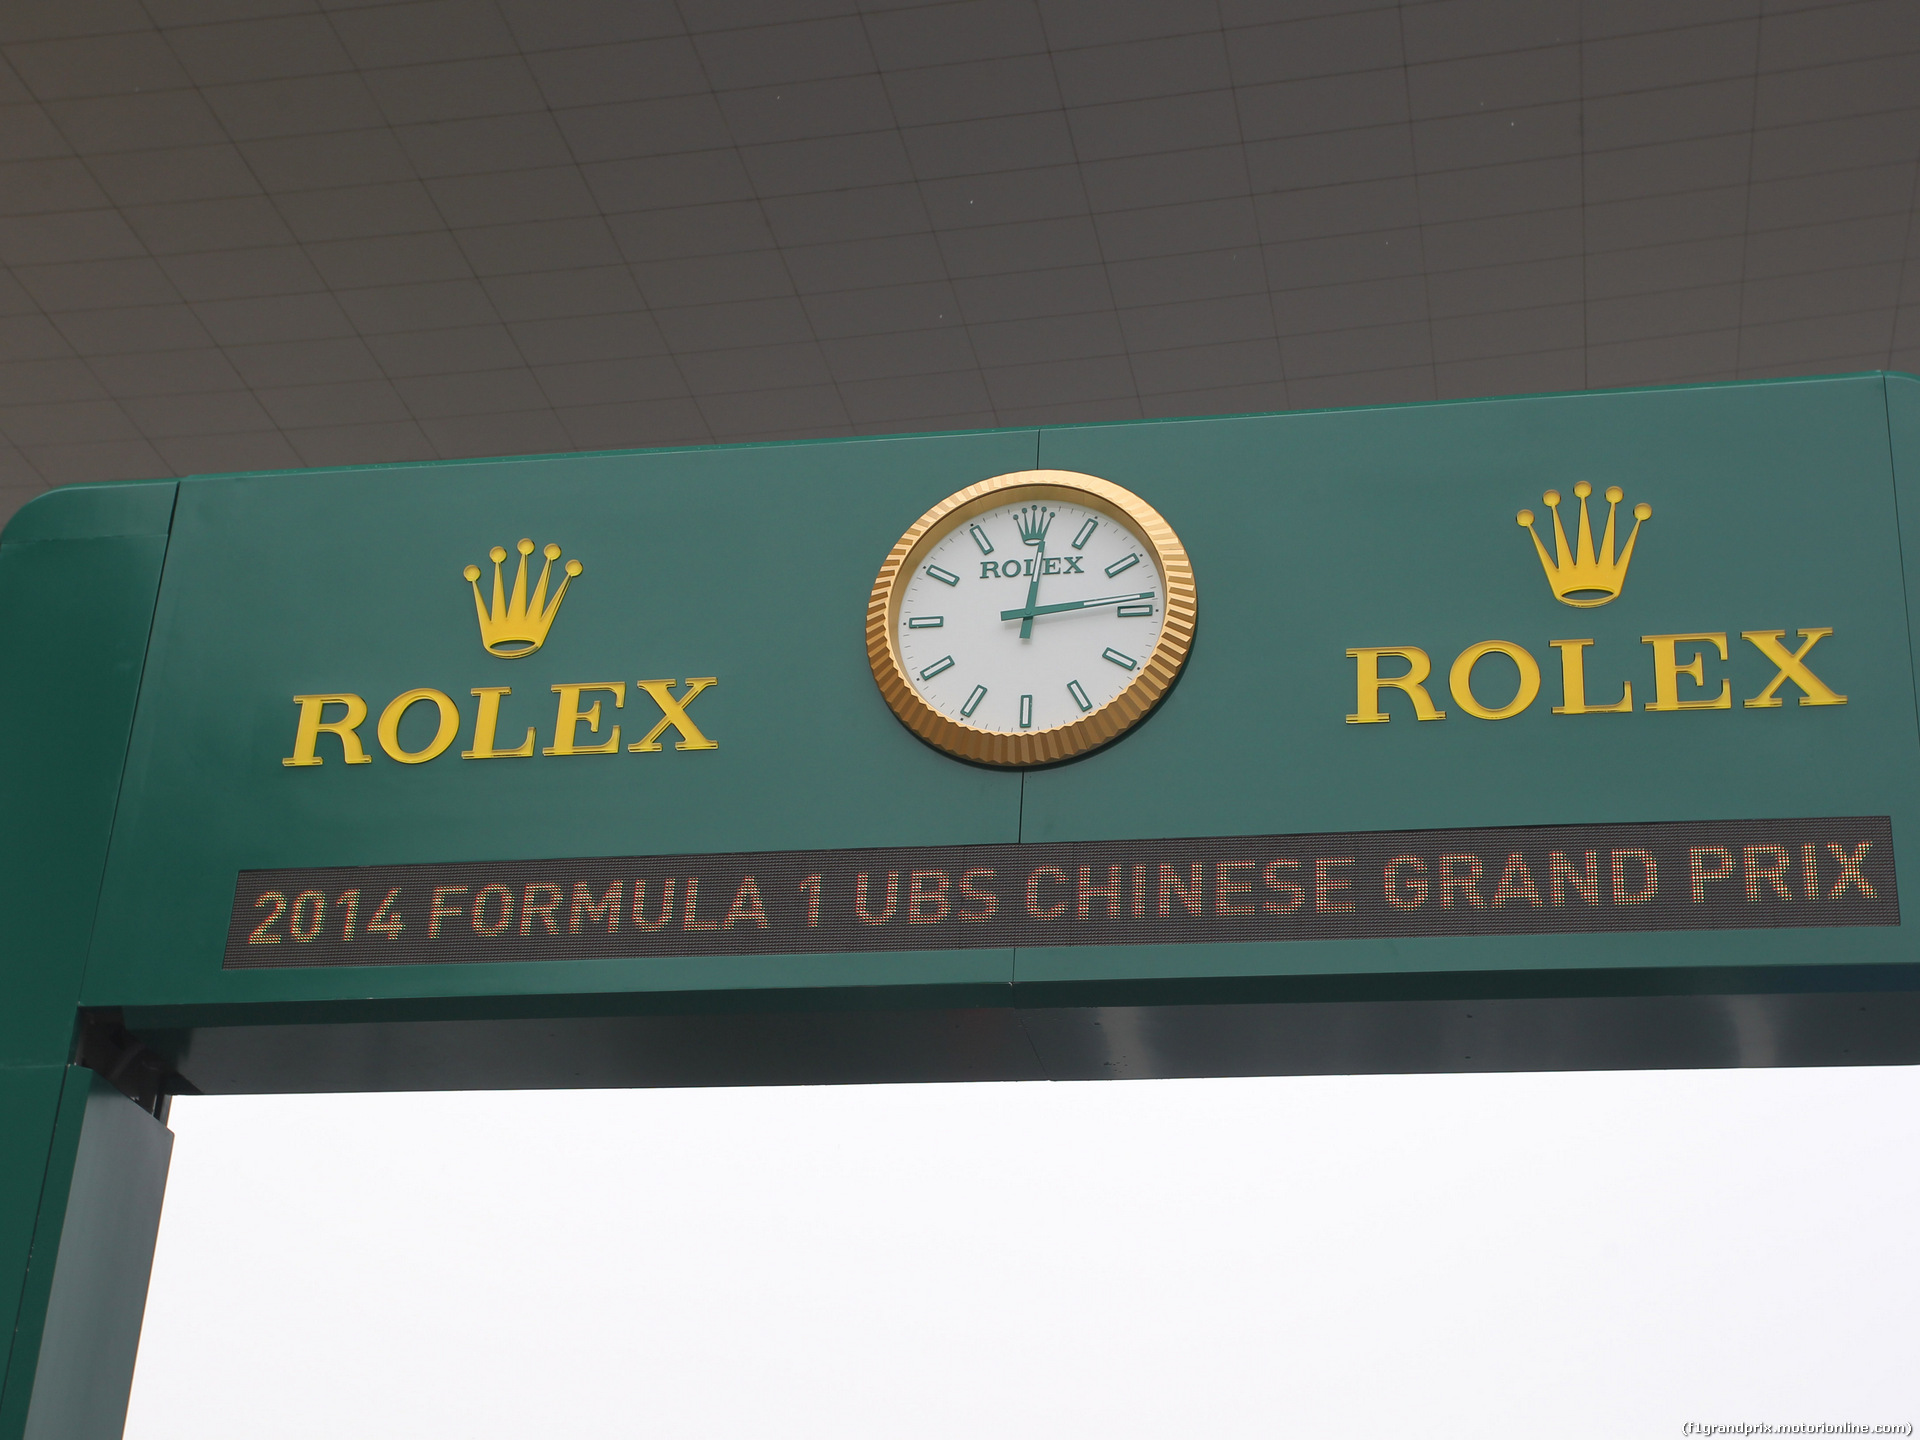 ROLEX
ROLEX
ROLEX
2014 FORMULA 1 UBS CHINESE GRAND PRIX
(f1grandprix.motorionline.com)